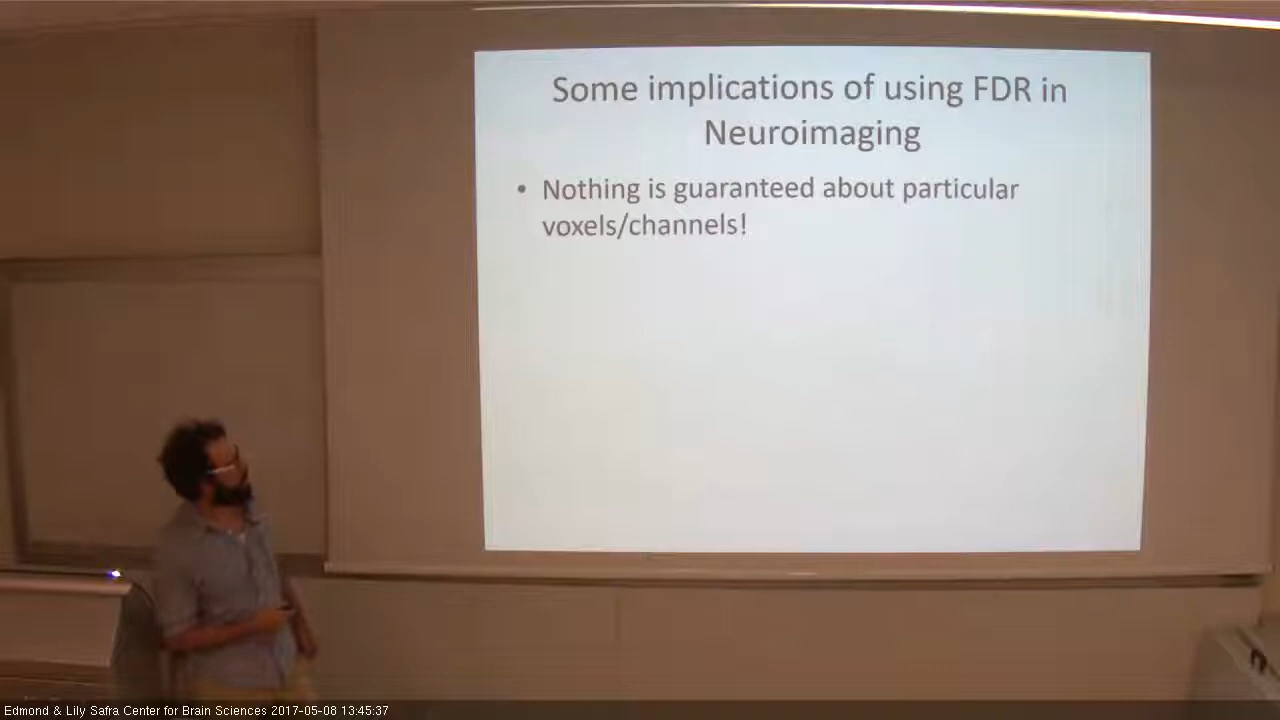 Some implications of using FDR in
Neuroimaging
• Nothing is guaranteed about particular
voxels/channels!
Edmond & Lily Safra Center for Brain Sciences 2017-05-08 13:45:37